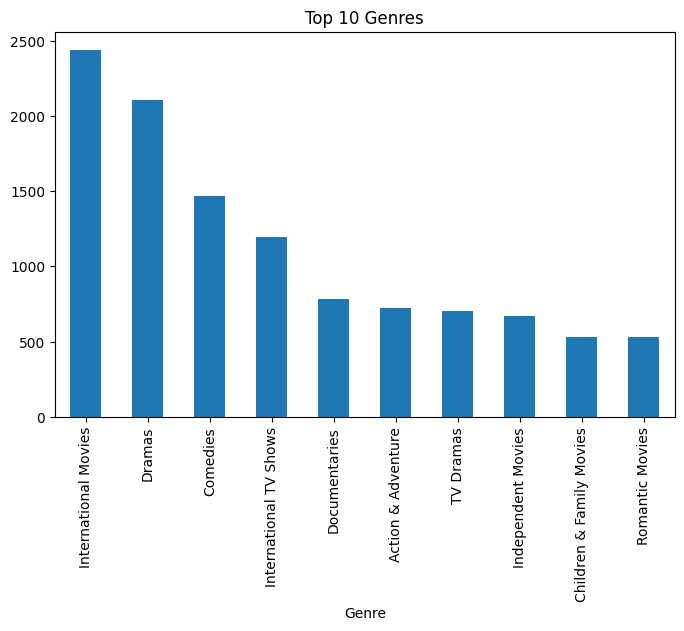 Top 10 Genres
2500
2000
1500
1000
500
0
International Movies
Dramas
Comedies
International TV Shows
Documentaries
Action & Adventure
TV Dramas
Independent Movies
Children & Family Movies
Romantic Movies
Genre